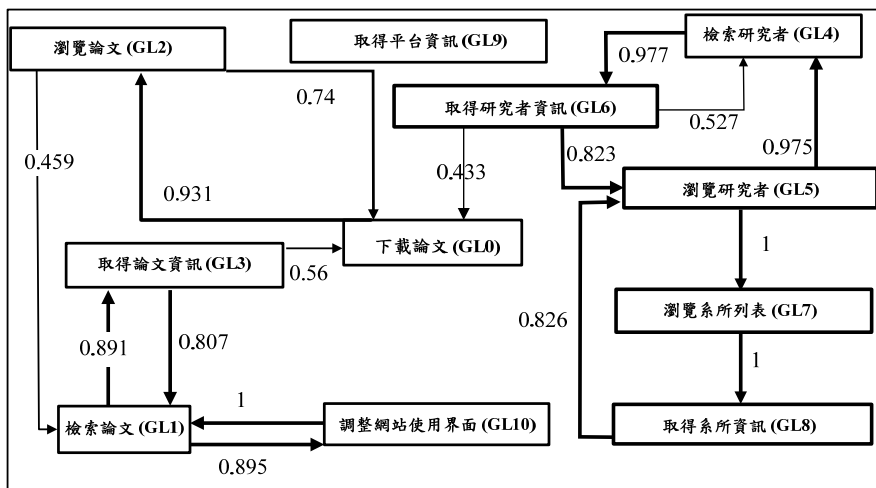 瀏覽論文 (GL2)
取得平台資訊 (GL9)
檢索研究者 (GL4)
0.977
0.74
取得研究者資訊 (GL6)
0.527
0.459
0.433
0.823
0.975
0.931
瀏覽研究者 (GL5)
下載論文 (GL0)
取得論文資訊 (GL3)
0.56
1
瀏覽系所列表 (GL7)
0.826
0.891
0.807
1
檢索論文 (GL1)
1
調整網站使用界面 (GL10)
取得系所資訊 (GL8)
0.895